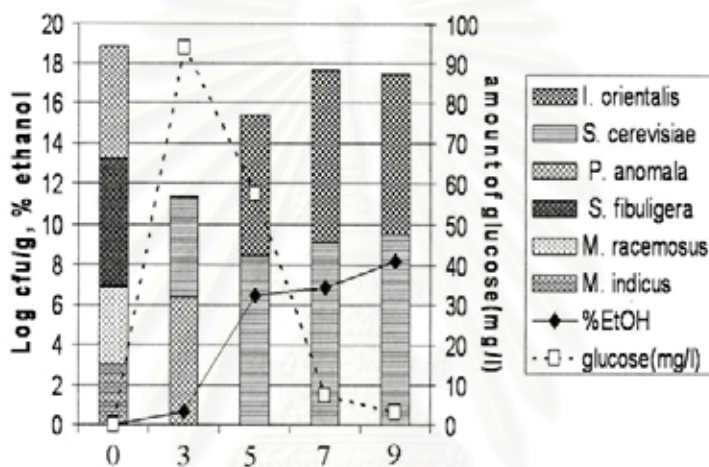 Log cfu/g, % ethanol
20
18
16
14
12
10
8
6
4
2
0
0 3 5 7 9
100
90
80
70
60
50
40
30
20
10
0
amount of glucose(mg/l)
I. orientalis
S. cerevisiae
P. anomala
S. fibuligera
M. racemosus
M. indicus
%EtOH
glucose(mg/l)